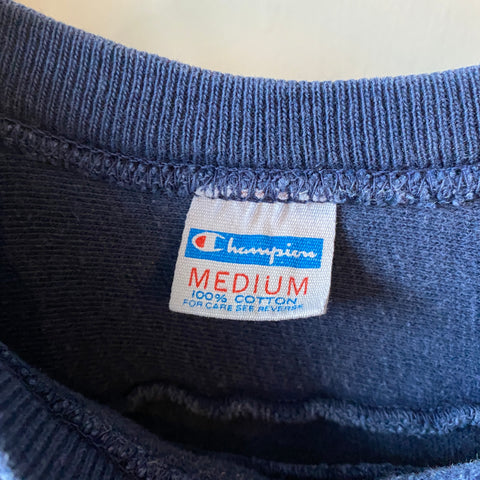 Champion
MEDIUM
100% COTTON
FOR CARE SEE REVERSE